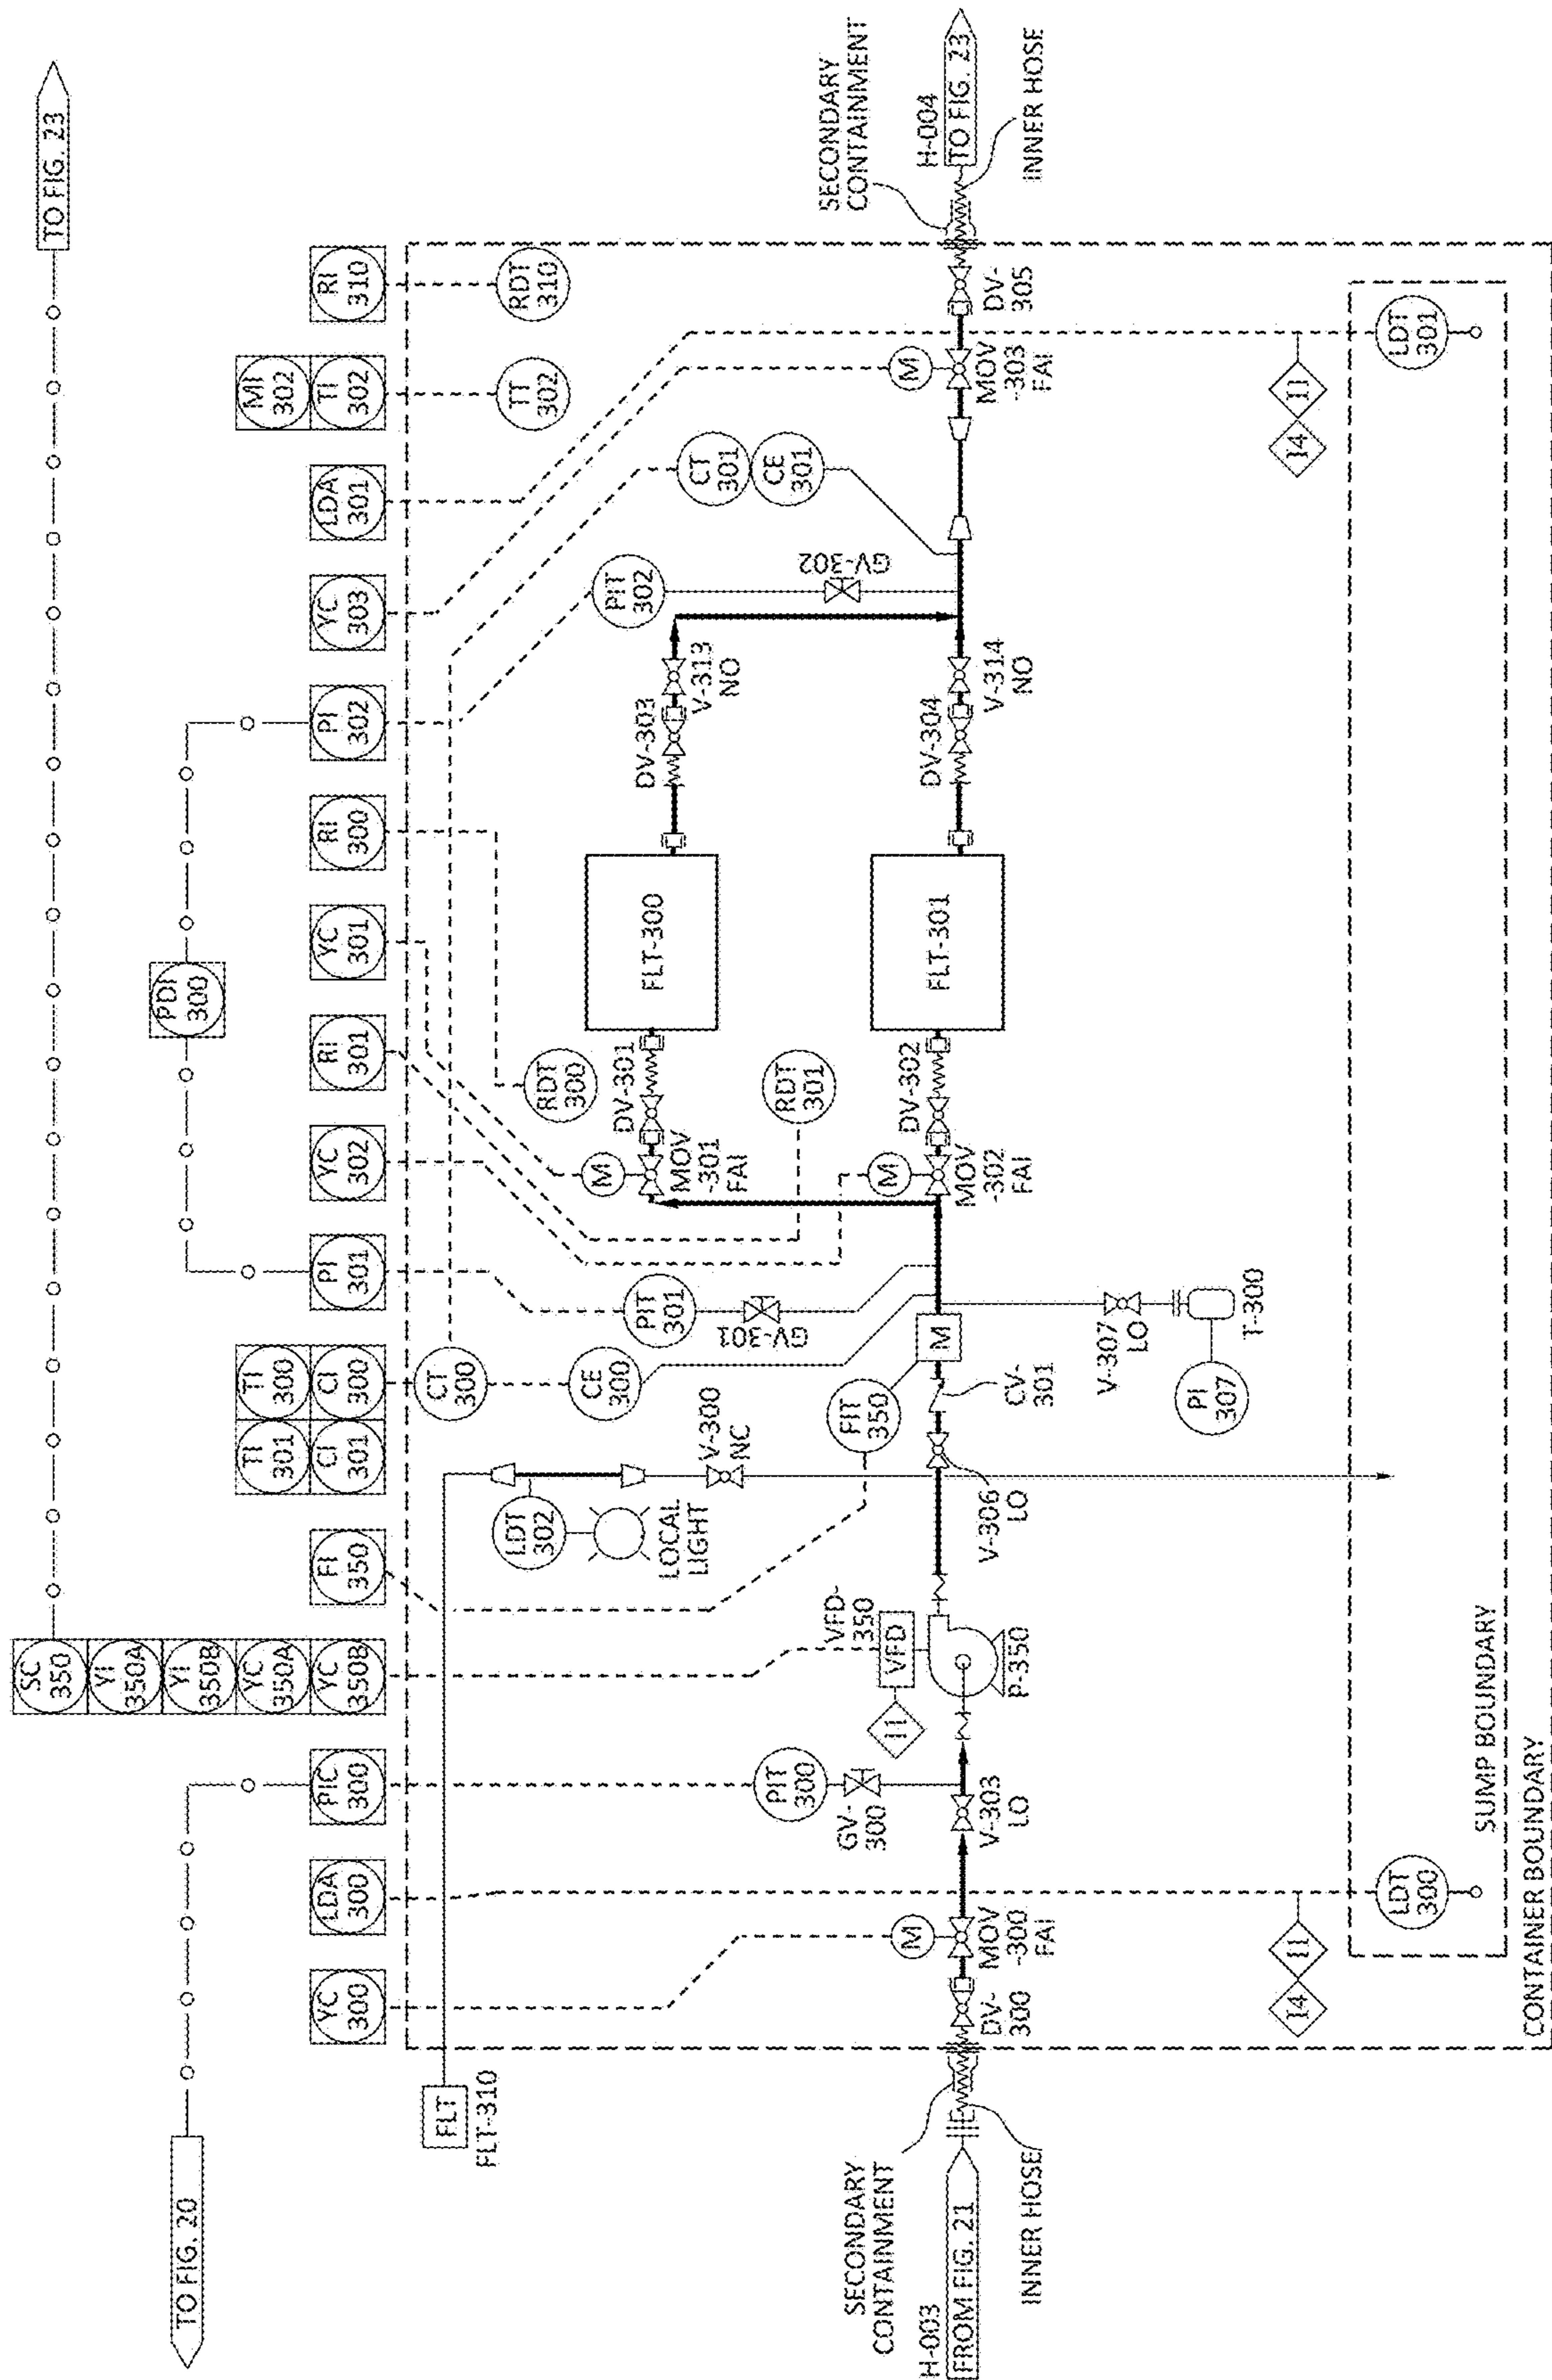 TO FIG. 20
TO FIG. 23
PDI
300
SC
350
YI
350A
YI
350B
YC
350A
YC
350B
YC
300
LDA
300
PIC
300
FI
350
TI
301
TI
300
CI
301
CI
300
PI
301
YC
302
RI
301
YC
301
RI
300
PI
302
YC
303
LDA
301
MI
302
TI
302
RI
310
FLT
FLT-310
CT
300
CE
300
LDT
302
LOCAL
LIGHT
V-300
NC
RDT
300
TT
302
RDT
310
PIT
301
GV-301
M
MOV
-301
FAI
DV-301
FLT-300
DV-303
V-313
NO
PIT
302
GV-302
CT
301
CE
301
RDT
301
PIT
300
GV-
300
VFD-
350
VFD
I1
P-350
FIT
350
M
CV-
301
V-306
LO
M
MOV
-302
FAI
DV-302
FLT-301
DV-304
V-314
NO
M
MOV
-303
FAI
DV-
305
SECONDARY
CONTAINMENT
H-004
TO FIG. 23
INNER HOSE
SECONDARY
CONTAINMENT
H-003
FROM FIG. 21
INNER HOSE
DV-
300
M
MOV
-300
FAI
V-303
LO
V-307
LO
T-300
PI
307
I4
I1
I4
I1
LDT
300
LDT
301
SUMP BOUNDARY
CONTAINER BOUNDARY